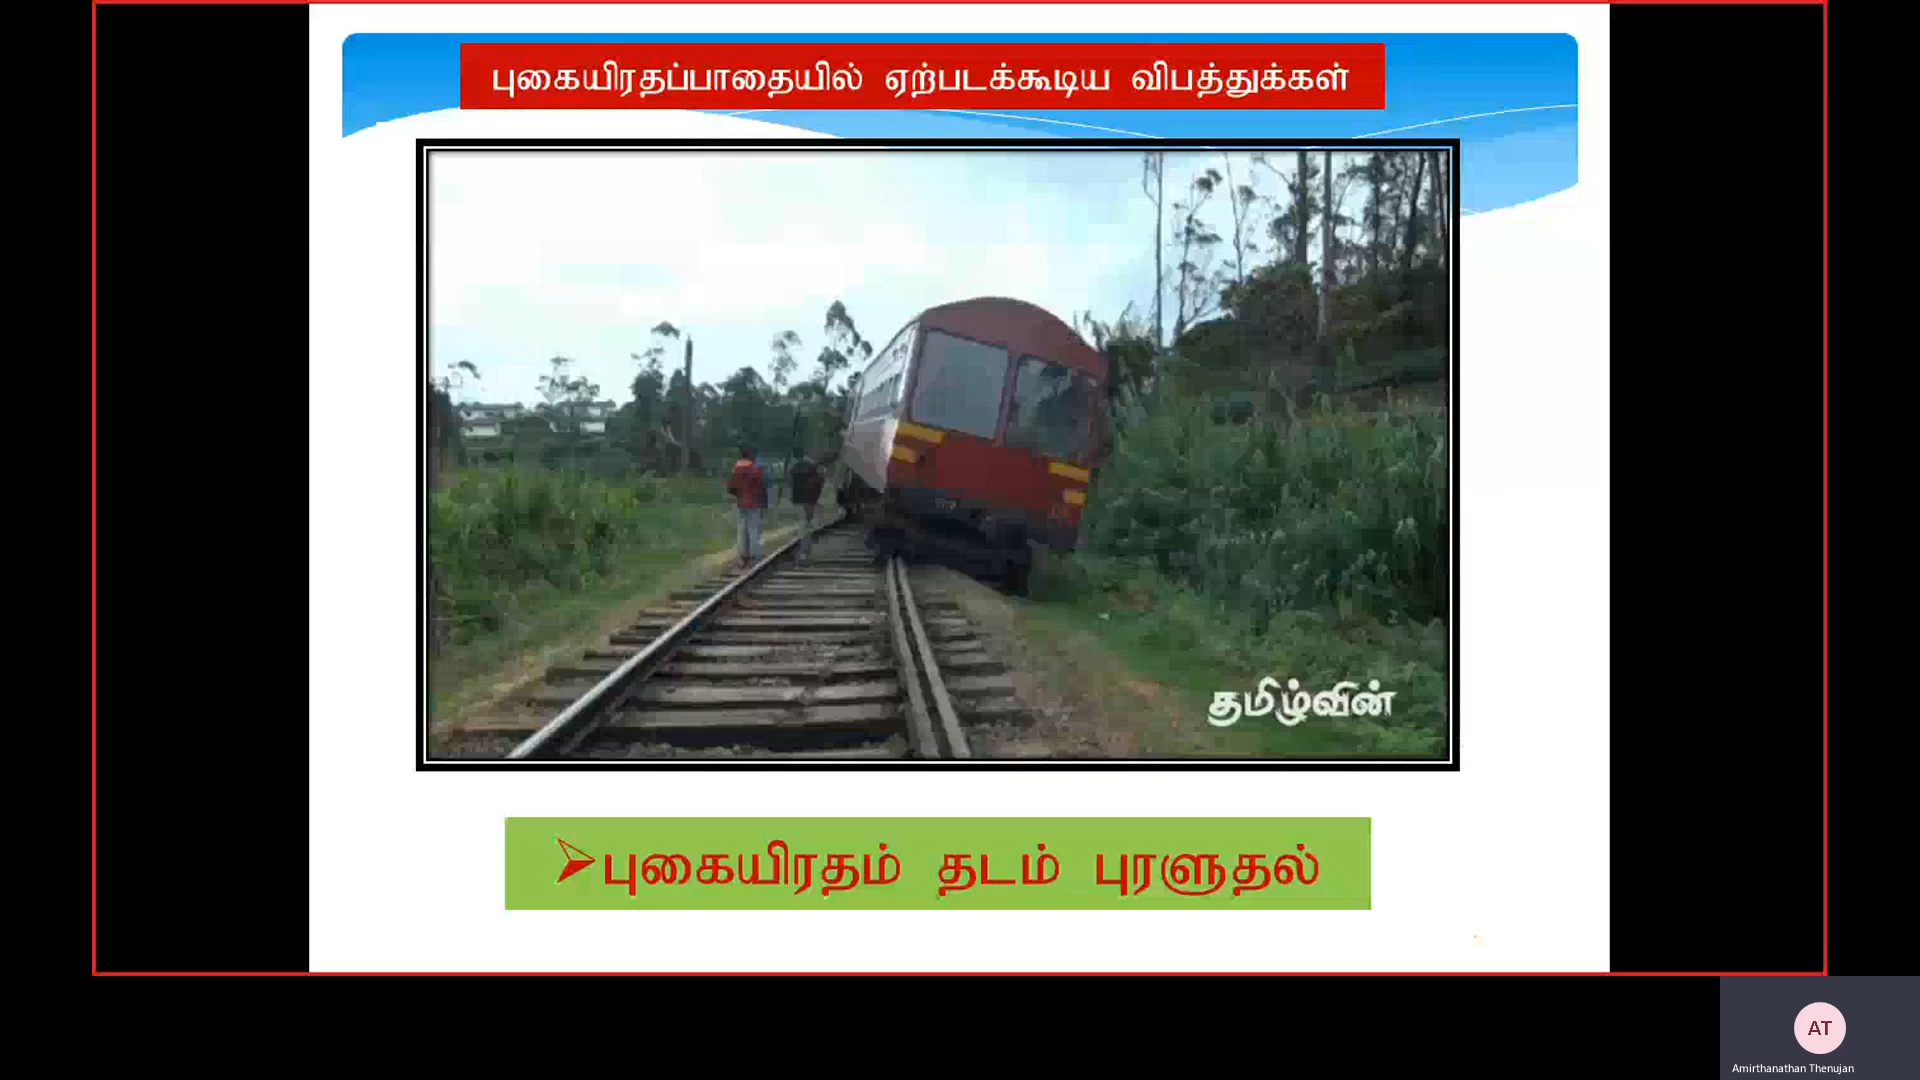 புகையிரதப்பாதையில் ஏற்படக்கூடிய விபத்துக்கள்
தமிழ்வின்
➢புகையிரதம் தடம் புரளுதல்
AT
Amirthanathan Thenujan